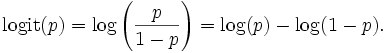 logit(p) = log(p/(1 − p)) = log(p) − log(1 − p).